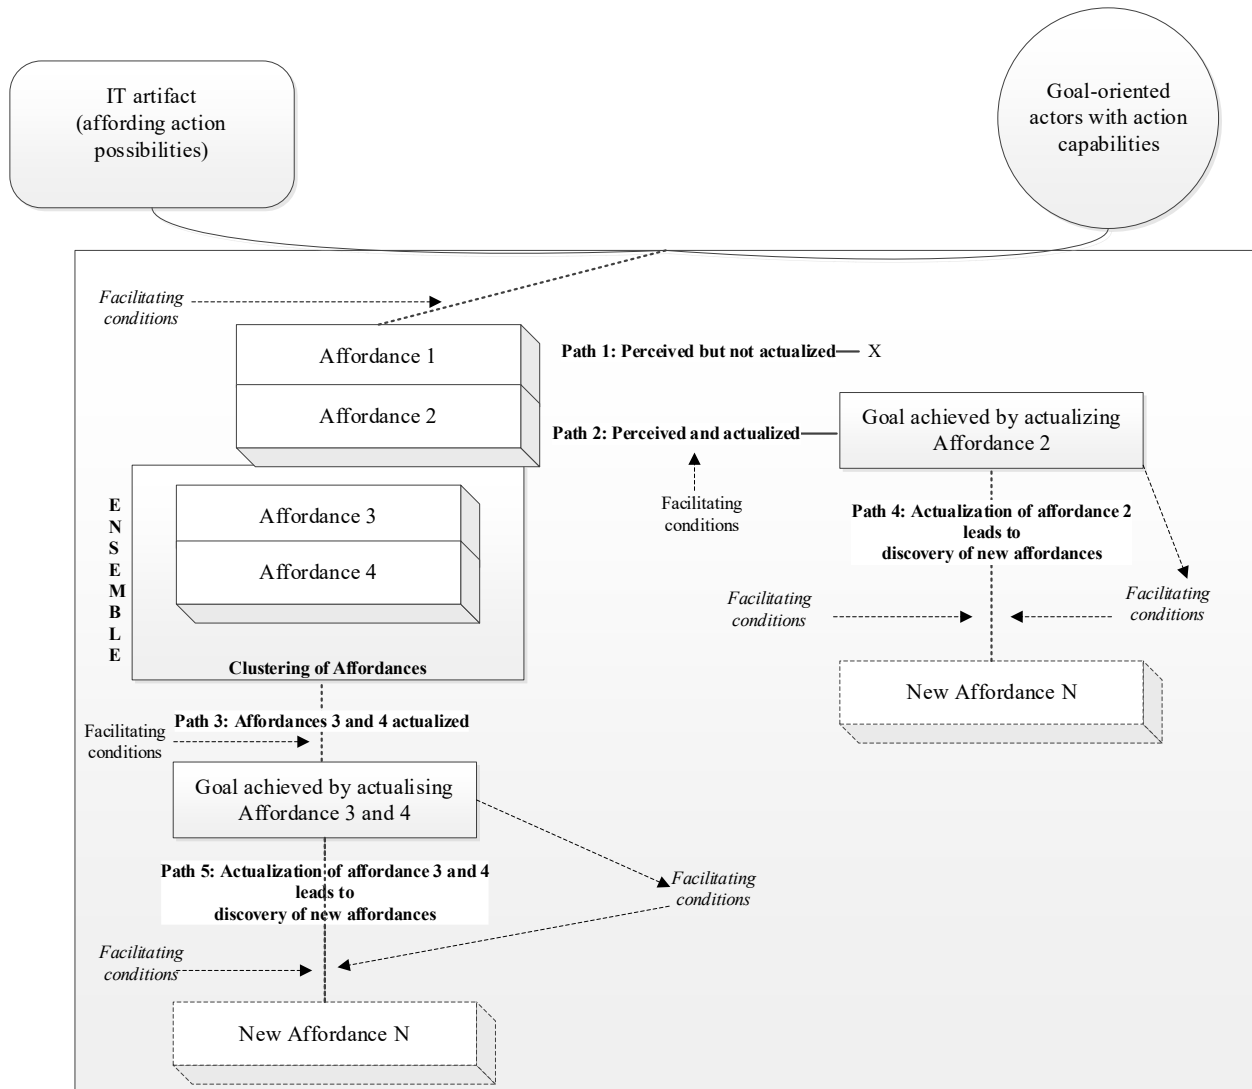 IT artifact
(affording action
possibilities)
Goal-oriented
actors with action
capabilities
Facilitating
conditions
Affordance 1
Path 1: Perceived but not actualized
X
Affordance 2
Path 2: Perceived and actualized
Goal achieved by actualizing
Affordance 2
Facilitating
conditions
ENSEMBLE
Affordance 3
Affordance 4
Clustering of Affordances
Path 4: Actualization of affordance 2
leads to
discovery of new affordances
Facilitating
conditions
Facilitating
conditions
New Affordance N
Path 3: Affordances 3 and 4 actualized
Facilitating
conditions
Goal achieved by actualising
Affordance 3 and 4
Path 5: Actualization of affordance 3 and 4
leads to
discovery of new affordances
Facilitating
conditions
Facilitating
conditions
New Affordance N